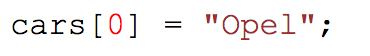 cars[0] = "Opel";